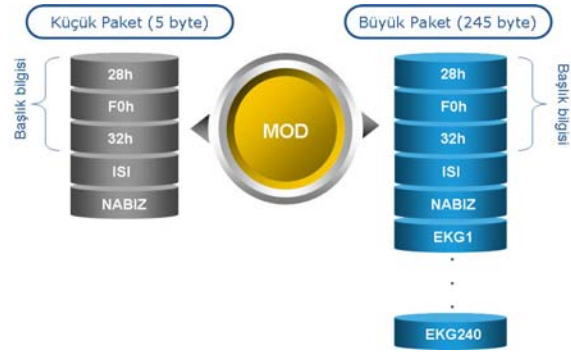 Küçük Paket (5 byte)
Başlık bilgisi
28h
F0h
32h
ISI
NABIZ
MOD
Büyük Paket (245 byte)
28h
F0h
32h
ISI
NABIZ
EKG1
.
.
.
EKG240
Başlık bilgisi